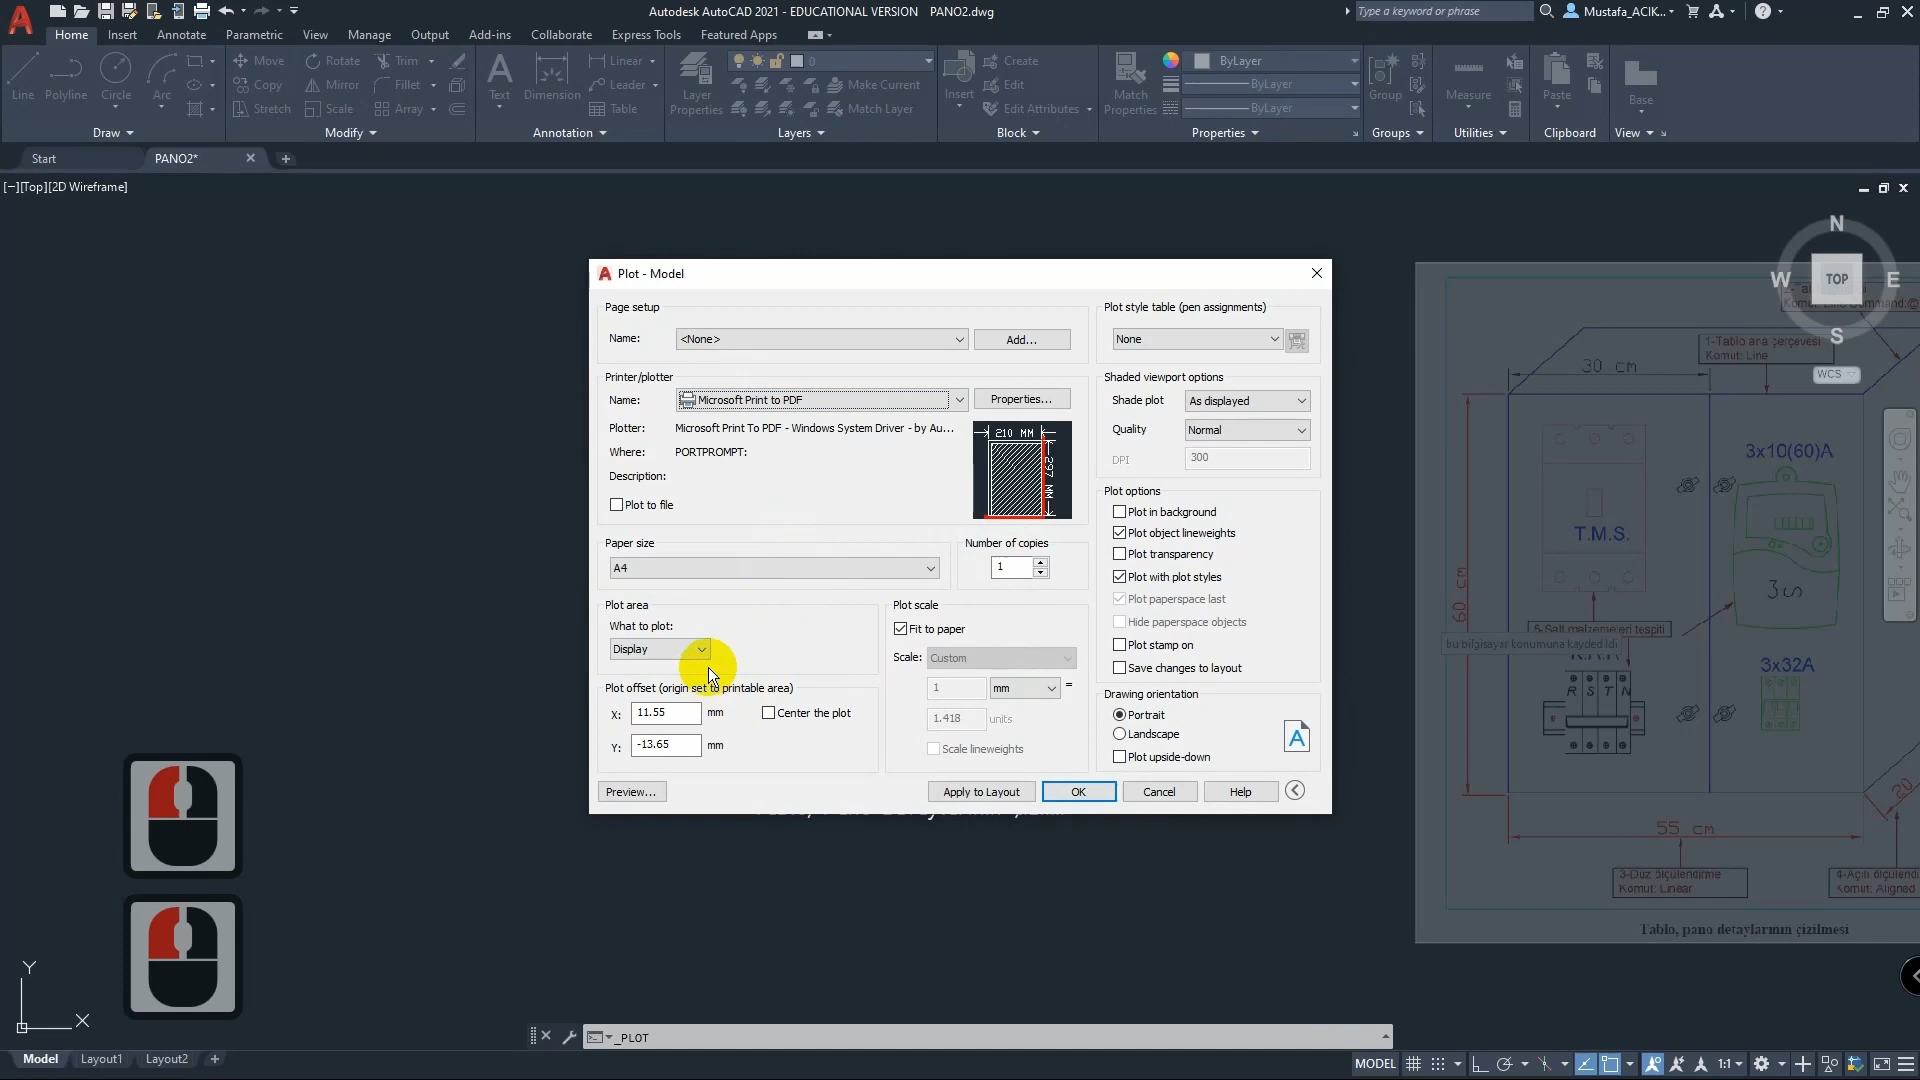 Autodesk AutoCAD 2021 - EDUCATIONAL VERSION PANO2.dwg
Type a keyword or phrase
Mustafa_ACIK...
Home Insert Annotate Parametric View Manage Output Add-ins Collaborate Express Tools Featured Apps
Line Polyline Circle Arc
Move Rotate Trim
Copy Mirror Fillet
Stretch Scale Array
Text Dimension
Linear
Leader
Table
Layer Properties
0
Make Current
Match Layer
Insert
Create
Edit
Edit Attributes
Match Properties
ByLayer
ByLayer
ByLayer
Group
Measure
Paste
Base
Draw Modify Annotation Layers Block Properties Groups Utilities Clipboard View
Start PANO2*
[−][Top][2D Wireframe]
N
W TOP E
S
WCS
Plot - Model
Page setup
Name: <None> Add...
Printer/plotter
Name: Microsoft Print to PDF Properties...
Plotter: Microsoft Print To PDF - Windows System Driver - by Au...
Where: PORTPROMPT:
Description:
Plot to file
210 MM
297 MM
Paper size
A4
Number of copies
1
Plot area
What to plot:
Display
Plot offset (origin set to printable area)
X: 11.55 mm Center the plot
Y: -13.65 mm
Plot scale
Fit to paper
Scale: Custom
1 mm =
1.418 units
Scale lineweights
Plot style table (pen assignments)
None
Shaded viewport options
Shade plot As displayed
Quality Normal
DPI 300
Plot options
Plot in background
Plot object lineweights
Plot transparency
Plot with plot styles
Plot paperspace last
Hide paperspace objects
Plot stamp on
Save changes to layout
Drawing orientation
Portrait
Landscape
Plot upside-down
A
Preview... Apply to Layout OK Cancel Help
1-Tablo ana çerçevesi
Komut: Line
30 cm
3x10(60)A
T.M.S.
60 cm
5-Şalt malzemeleri tespiti
bu bilgisayar konumuna kaydedildi
3x32A
R S T N
20
55 cm
3-Düz ölçülendirme
Komut: Linear
4-Açılı ölçülendi
Komut: Aligned
Tablo, pano detaylarının çizilmesi
Y
X
_PLOT
Model Layout1 Layout2
MODEL 1:1